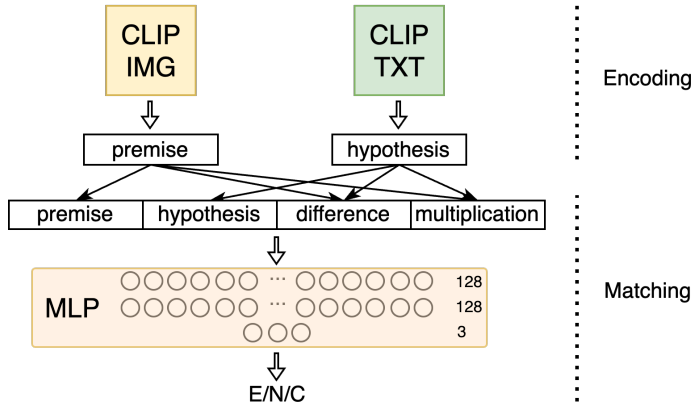 CLIP
IMG
CLIP
TXT
Encoding
premise
hypothesis
premise
hypothesis
difference
multiplication
Matching
MLP
... 128
... 128
3
E/N/C